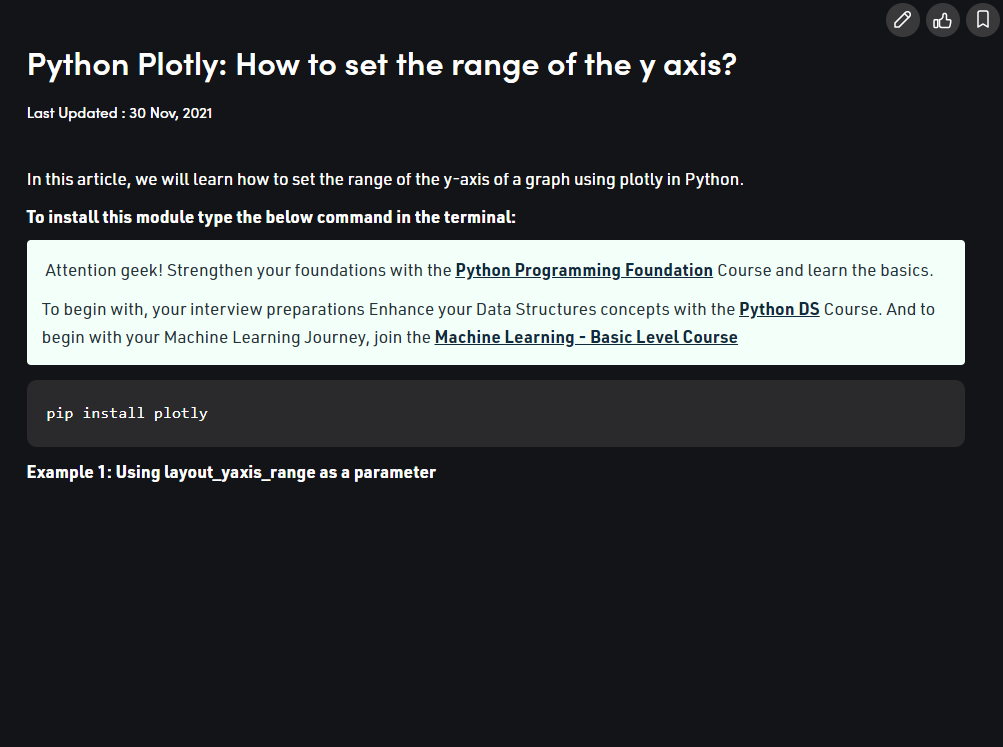 Python Plotly: How to set the range of the y axis?
Last Updated : 30 Nov, 2021
In this article, we will learn how to set the range of the y-axis of a graph using plotly in Python.
To install this module type the below command in the terminal:
Attention geek! Strengthen your foundations with the Python Programming Foundation Course and learn the basics.
To begin with, your interview preparations Enhance your Data Structures concepts with the Python DS Course. And to
begin with your Machine Learning Journey, join the Machine Learning - Basic Level Course
pip install plotly
Example 1: Using layout_yaxis_range as a parameter